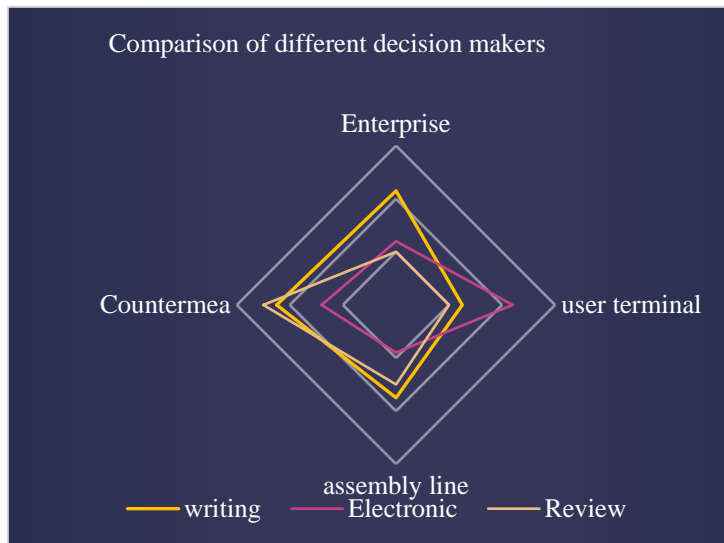 Comparison of different decision makers
Enterprise
Countermea
user terminal
assembly line
writing
Electronic
Review